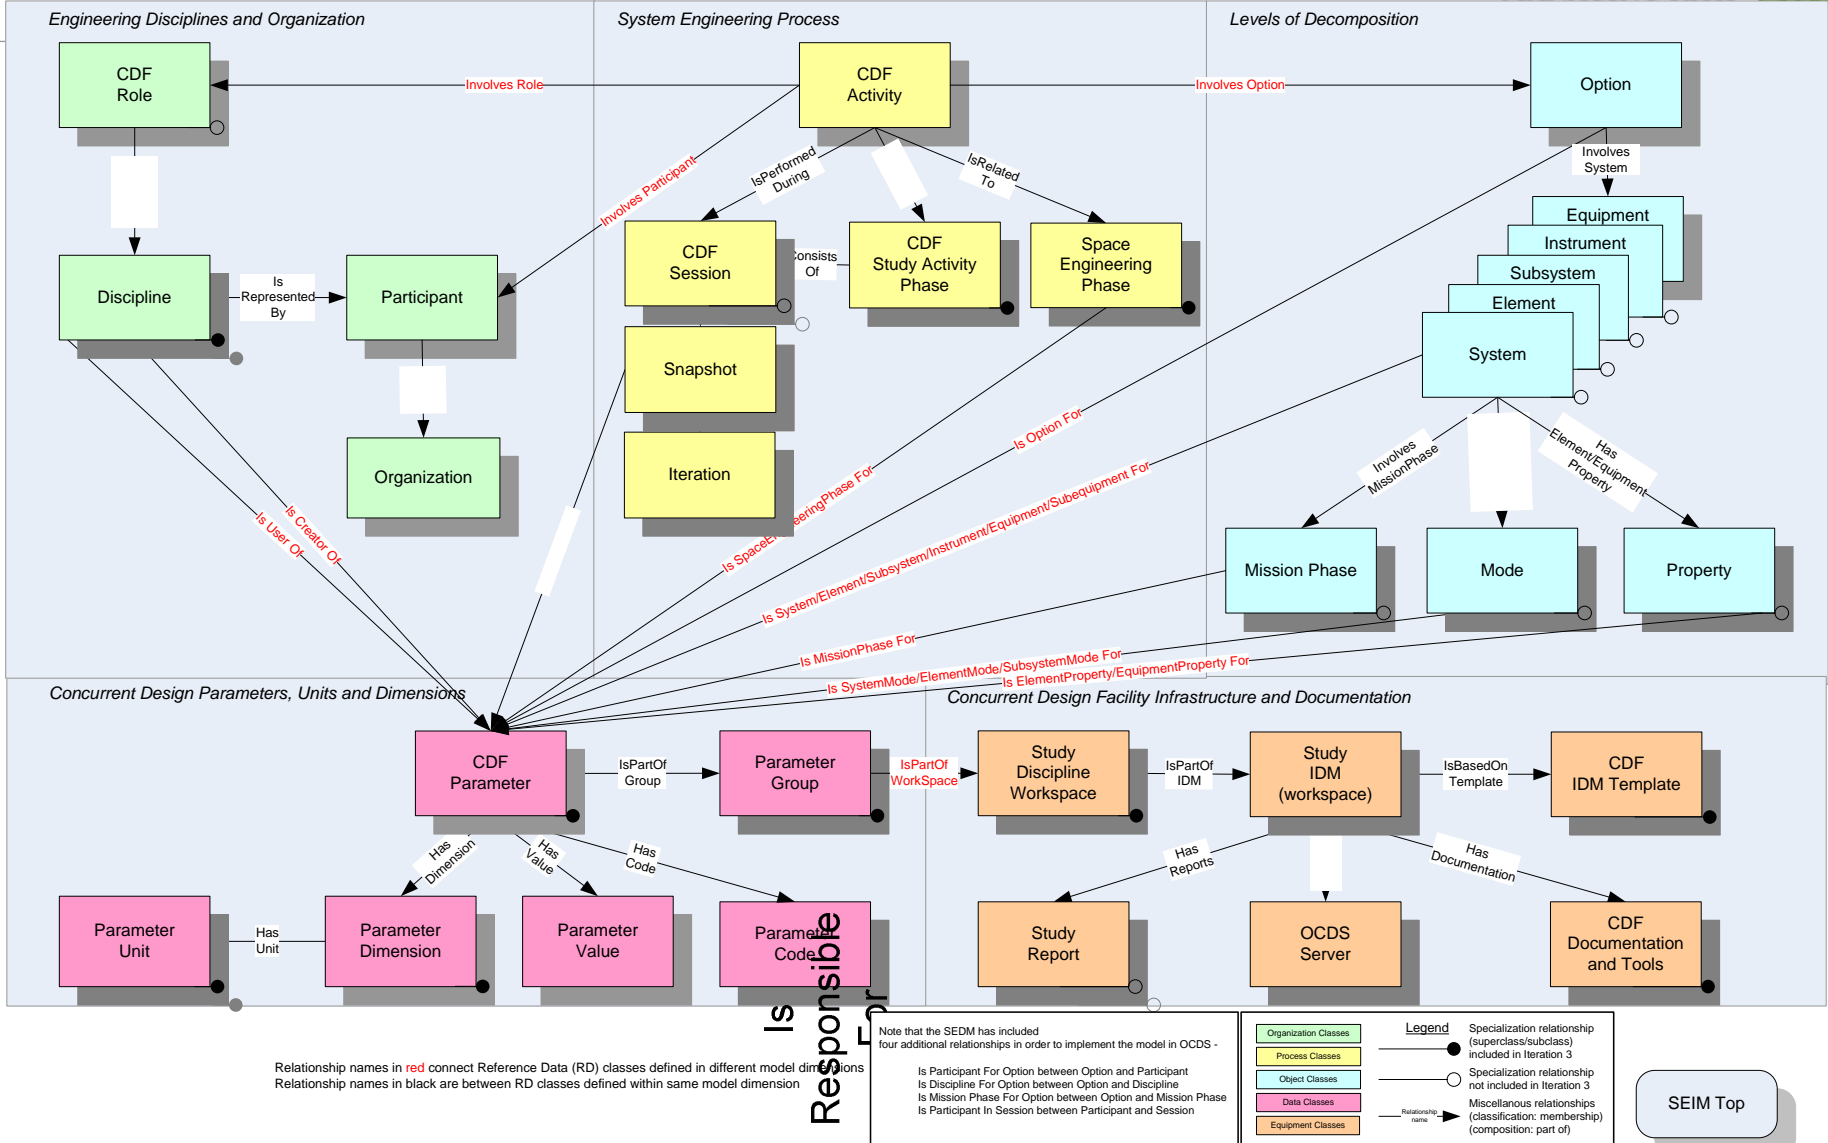 Engineering Disciplines and Organization
System Engineering Process
Levels of Decomposition
CDF
Role
Involves Role
CDF
Activity
Involves Option
Option
Involves Participant
IsPerformed
During
IsRelated
To
Involves
System
Discipline
Is
Represented
By
Participant
Organization
CDF
Session
Consists
Of
CDF
Study Activity
Phase
Space
Engineering
Phase
Snapshot
Iteration
Equipment
Instrument
Subsystem
Element
System
Involves
MissionPhase
Has
Element/Equipment
Property
Mission Phase
Mode
Property
Is User Of
Is Creator Of
Is Option For
Is System/Element/Subsystem/Instrument/Equipment/Subequipment For
Is MissionPhase For
Is SystemMode/ElementMode/SubsystemMode For
Is ElementProperty/EquipmentProperty For
Concurrent Design Parameters, Units and Dimensions
Concurrent Design Facility Infrastructure and Documentation
CDF
Parameter
IsPartOf
Group
Parameter
Group
IsPartOf
WorkSpace
Study
Discipline
Workspace
IsPartOf
IDM
Study
IDM
(workspace)
IsBasedOn
Template
CDF
IDM Template
Has
Dimension
Has
Value
Has
Code
Has
Reports
Has
Documentation
Parameter
Unit
Has
Unit
Parameter
Dimension
Parameter
Value
Parameter
Code
Study
Report
OCDS
Server
CDF
Documentation
and Tools
Is
Responsible
For
Relationship names in red connect Reference Data (RD) classes defined in different model dimensions
Relationship names in black are between RD classes defined within same model dimension
Note that the SEDM has included
four additional relationships in order to implement the model in OCDS -
Is Participant For Option between Option and Participant
Is Discipline For Option between Option and Discipline
Is Mission Phase For Option between Option and Mission Phase
Is Participant In Session between Participant and Session
Organization Classes
Process Classes
Object Classes
Data Classes
Equipment Classes
Legend
Specialization relationship
(superclass/subclass)
included in Iteration 3
Specialization relationship
not included in Iteration 3
Relationship
name
Miscellanous relationships
(classification: membership)
(composition: part of)
SEIM Top